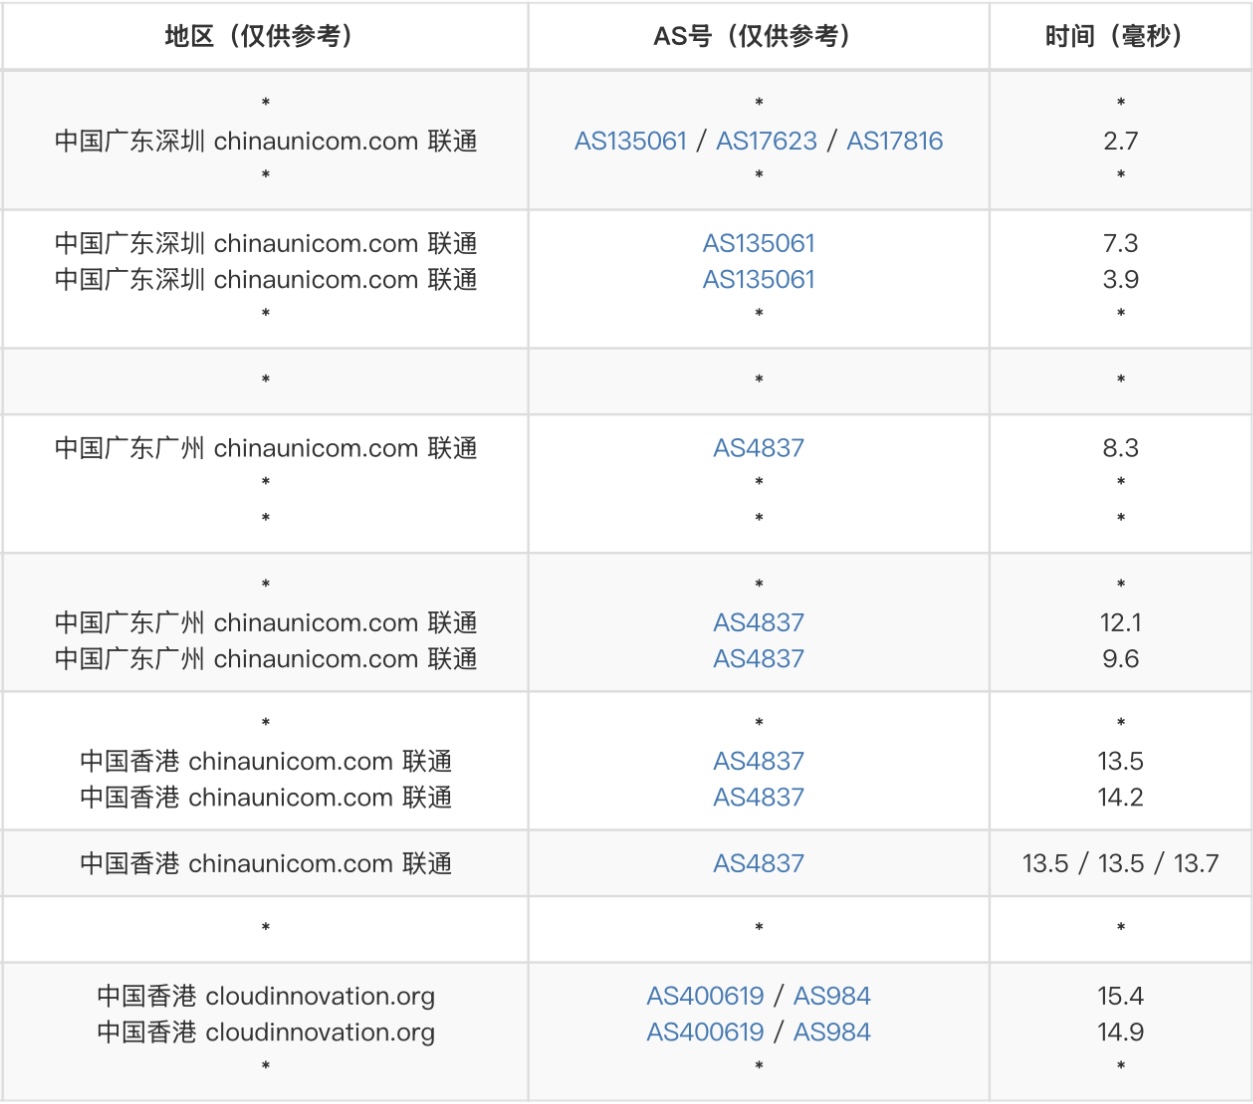 地区（仅供参考） AS号（仅供参考） 时间（毫秒）
* * *
中国广东深圳 chinaunicom.com 联通 AS135061 / AS17623 / AS17816 2.7
* * *
中国广东深圳 chinaunicom.com 联通 AS135061 7.3
中国广东深圳 chinaunicom.com 联通 AS135061 3.9
* * *
* * *
中国广东广州 chinaunicom.com 联通 AS4837 8.3
* * *
* * *
* * *
中国广东广州 chinaunicom.com 联通 AS4837 12.1
中国广东广州 chinaunicom.com 联通 AS4837 9.6
* * *
中国香港 chinaunicom.com 联通 AS4837 13.5
中国香港 chinaunicom.com 联通 AS4837 14.2
中国香港 chinaunicom.com 联通 AS4837 13.5 / 13.5 / 13.7
* * *
中国香港 cloudinnovation.org AS400619 / AS984 15.4
中国香港 cloudinnovation.org AS400619 / AS984 14.9
* * *